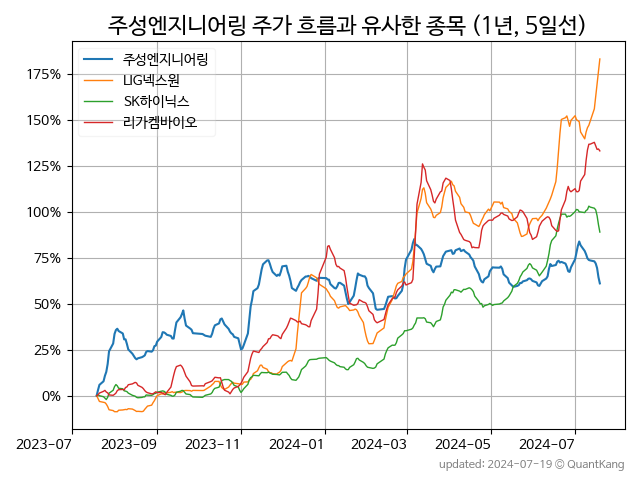 주성엔지니어링 주가 흐름과 유사한 종목 (1년, 5일선)
주성엔지니어링
LIG넥스원
SK하이닉스
리가켐바이오
175%
150%
125%
100%
75%
50%
25%
0%
2023-07
2023-09
2023-11
2024-01
2024-03
2024-05
2024-07
updated: 2024-07-19 © QuantKang